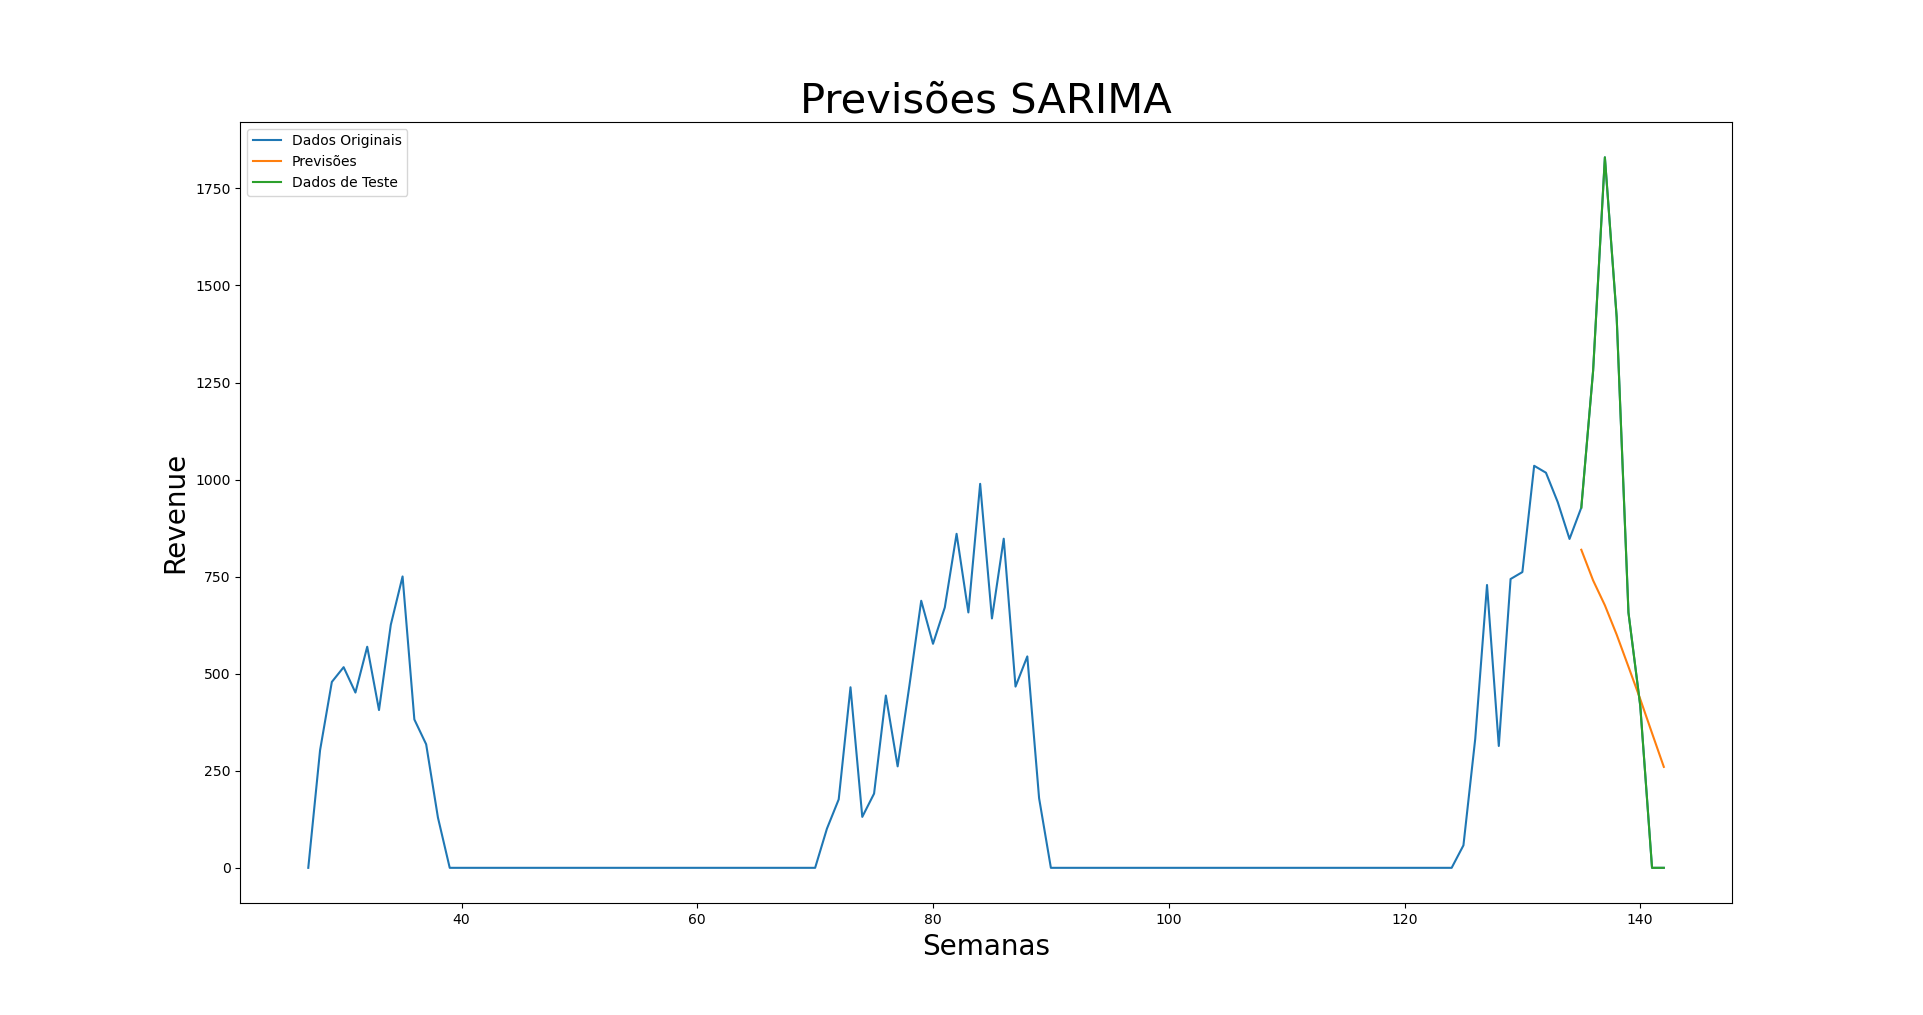 Previsões SARIMA
Dados Originais
Previsões
Dados de Teste
1750
1500
1250
1000
750
500
250
0
Revenue
40 60 80 100 120 140
Semanas